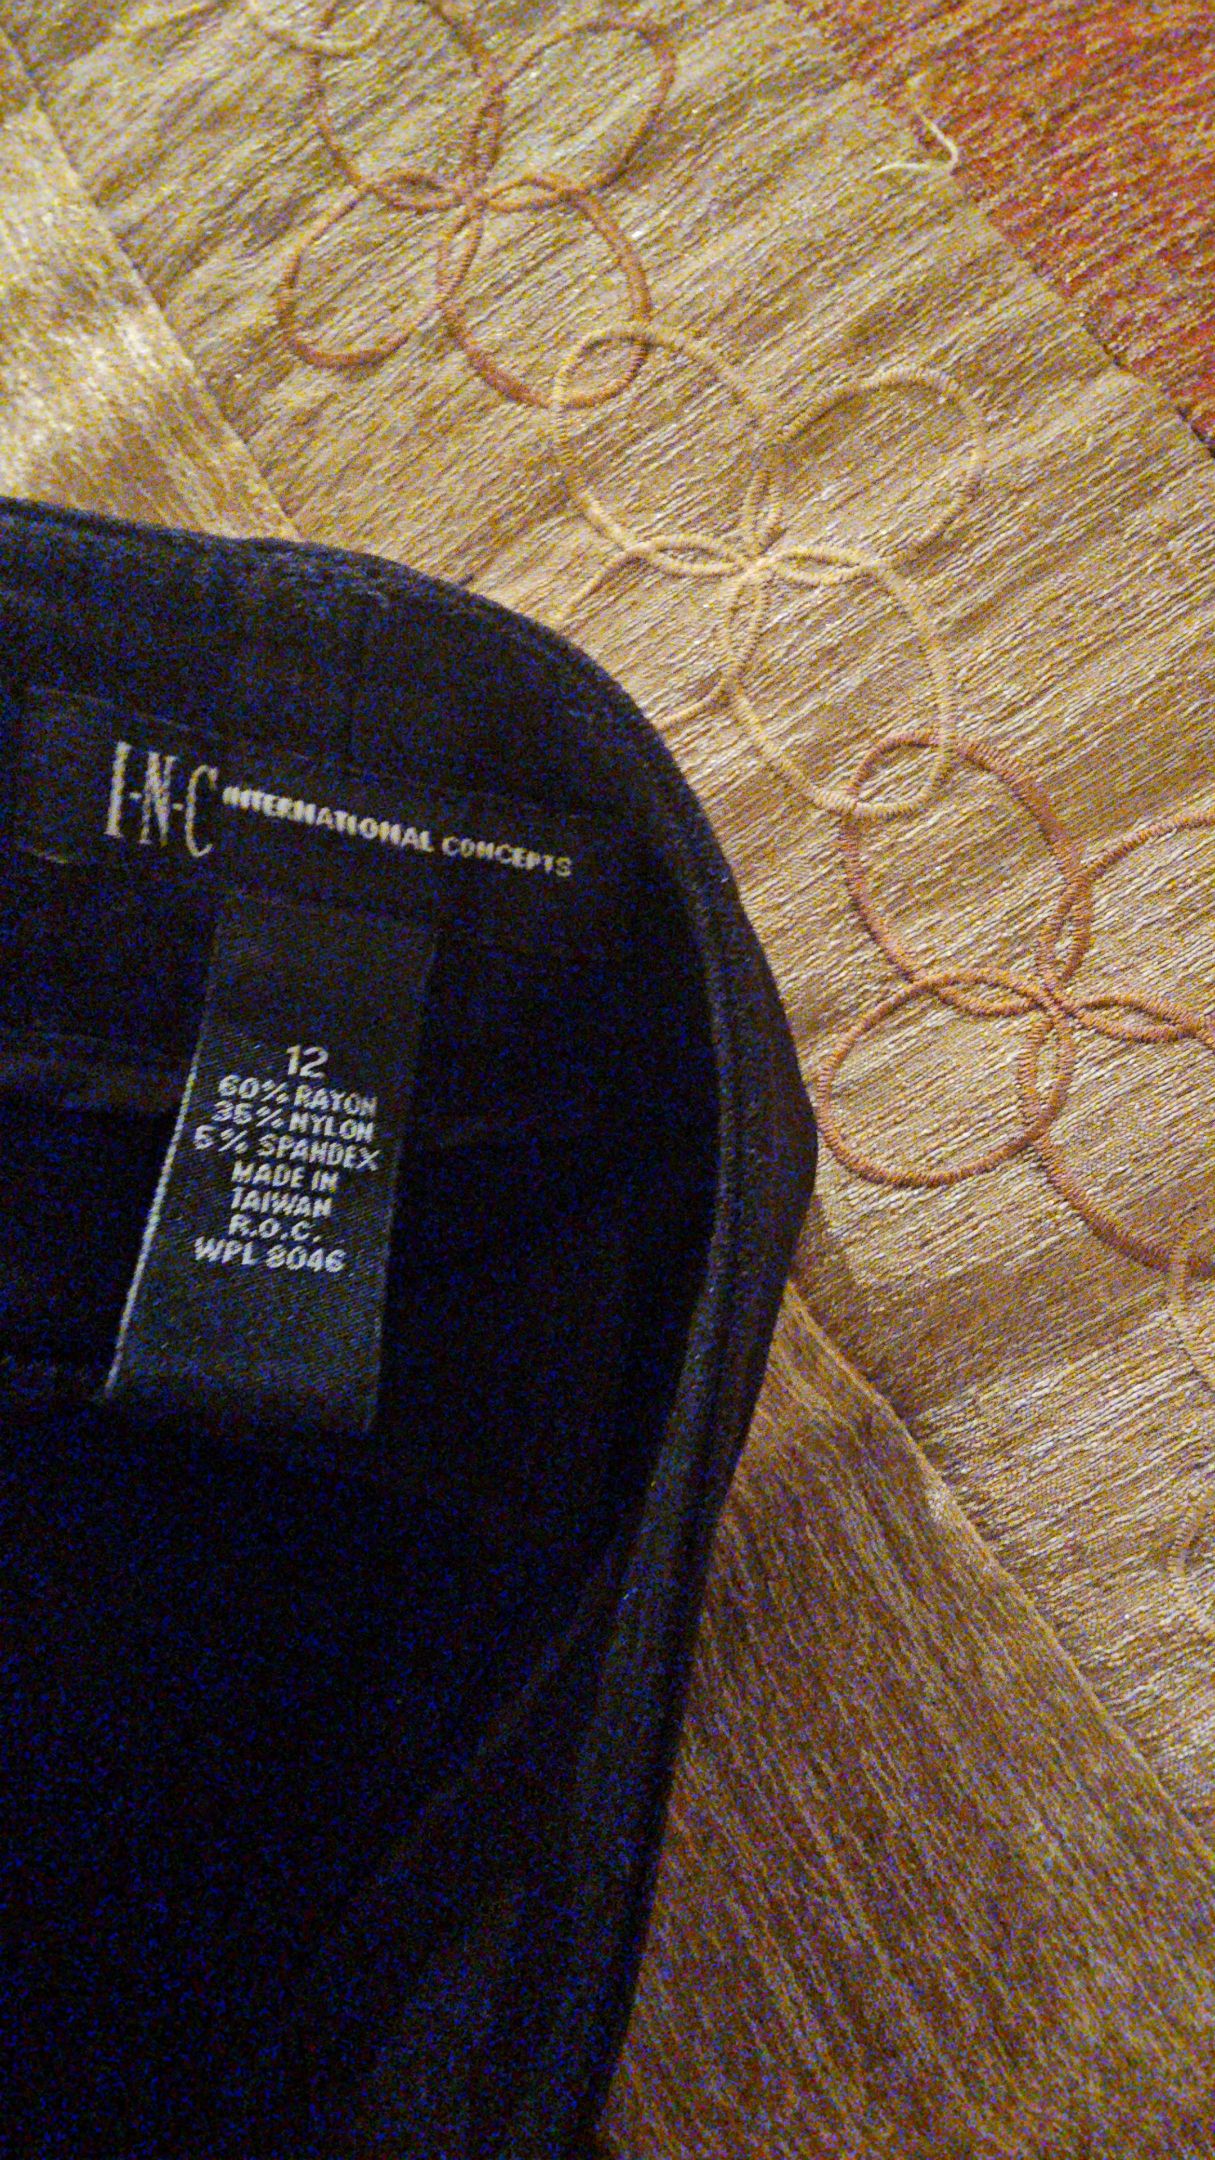 I-N-C INTERNATIONAL CONCEPTS
12
60% RAYON
35% NYLON
5% SPANDEX
MADE IN
TAIWAN
R.O.C.
WPL 8046